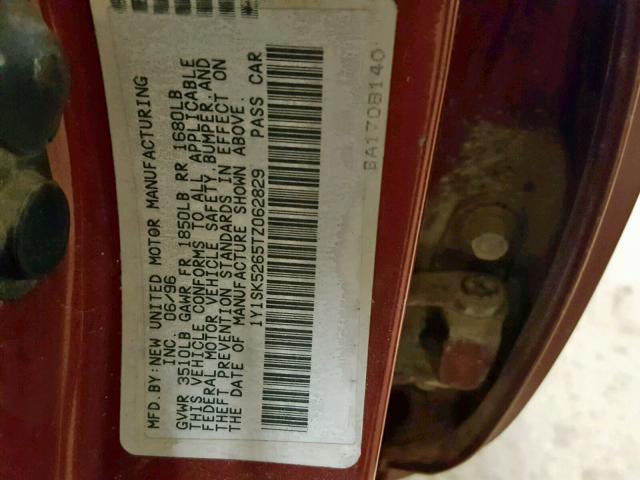 MFD.BY:NEW UNITED MOTOR MANUFACTURING
INC. 06/96
GVWR 3510LB GAWR FR 1850LB RR 1680LB
THIS VEHICLE CONFORMS TO ALL APPLICABLE
FEDERAL MOTOR VEHICLE SAFETY,BUMPER,AND
THEFT PREVENTION STANDARDS IN EFFECT ON
THE DATE OF MANUFACTURE SHOWN ABOVE.
1Y1SK5265TZ062829 PASS CAR
BA170B140